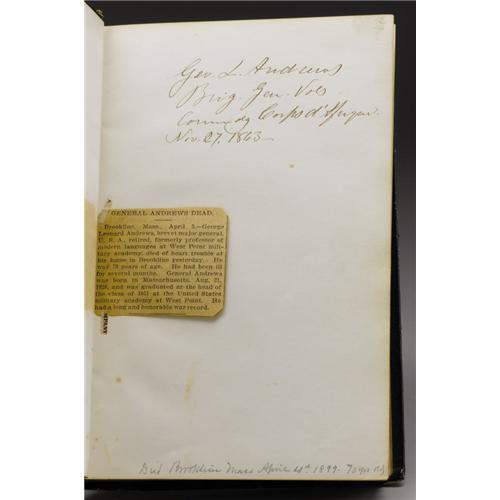 Geo. L. Andrews
Brig. Gen. Vols
Commdg. Corps d'Afrique.
Nov. 27, 1863
GENERAL ANDREWS DEAD.
Brookline, Mass., April 5.—George
Leonard Andrews, brevet major general,
U. S. A., retired, formerly professor of
modern languages at West Point mili-
tary academy, died of heart trouble at
his home in Brookline yesterday. He
was 70 years of age. He had been ill
for several months. General Andrews
was born in Massachusetts, Aug. 31,
1828, and was graduated at the head of
the class of 1851 at the United States
military academy at West Point. He
had a long and honorable war record.
MPANY
Died Brookline Mass April 4th 1899. 70 yrs